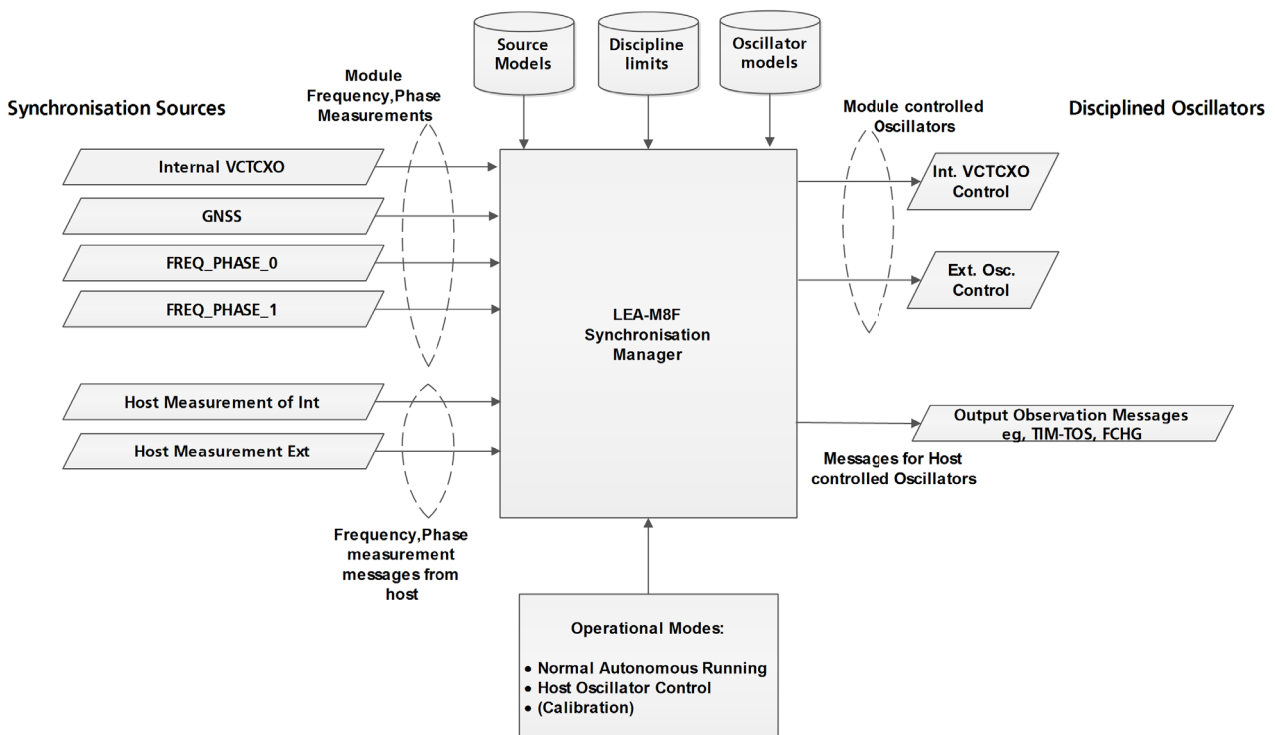 Source
Models
Discipline
limits
Oscillator
models
Synchronisation Sources
Module
Frequency,Phase
Measurements
Module controlled
Oscillators
Disciplined Oscillators
Internal VCTCXO
GNSS
FREQ_PHASE_0
FREQ_PHASE_1
Host Measurement of Int
Host Measurement Ext
Frequency,Phase
measurement
messages from
host
LEA-M8F
Synchronisation
Manager
Int. VCTCXO
Control
Ext. Osc.
Control
Output Observation Messages
eg, TIM-TOS, FCHG
Messages for Host
controlled Oscillators
Operational Modes:
• Normal Autonomous Running
• Host Oscillator Control
• (Calibration)